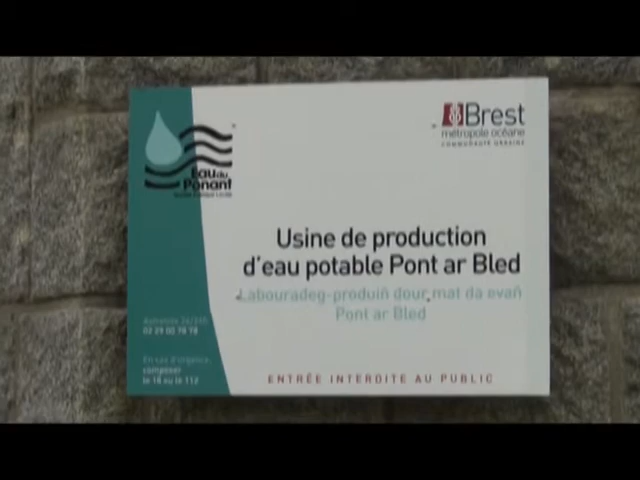 Eau du
Ponant
Brest
métropole océane
COMMUNAUTÉ URBAINE
Usine de production
d'eau potable Pont ar Bled
Labouradeg-produiñ dour mat da evañ
Pont ar Bled
02 29 00 78 78
En cas d'urgence,
composer
le 18 ou le 112
ENTRÉE INTERDITE AU PUBLIC